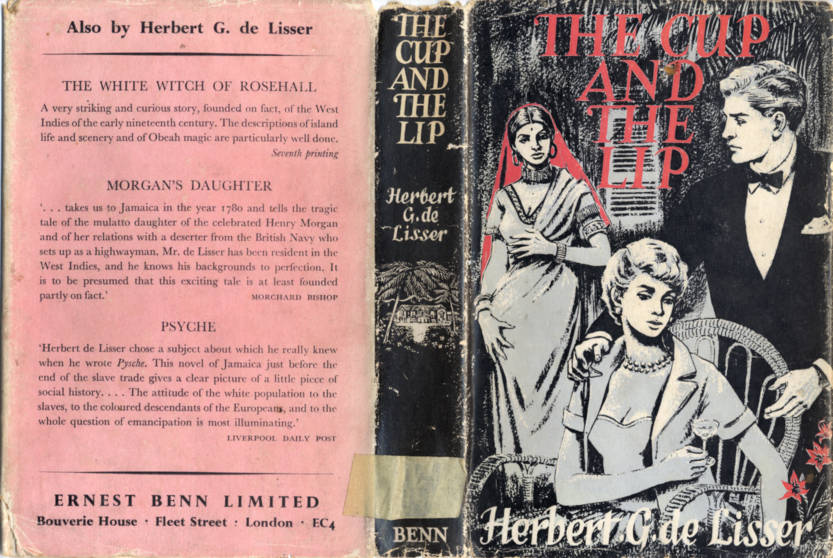 Also by Herbert G. de Lisser
THE WHITE WITCH OF ROSEHALL
A very striking and curious story, founded on fact, of the West
Indies of the early nineteenth century. The descriptions of island
life and scenery and of Obeah magic are particularly well done.
Seventh printing
MORGAN'S DAUGHTER
'. . . takes us to Jamaica in the year 1780 and tells the tragic
tale of the mulatto daughter of the celebrated Henry Morgan
and of her relations with a deserter from the British Navy who
sets up as a highwayman. Mr. de Lisser has been resident in the
West Indies, and he knows his backgrounds to perfection. It
is to be presumed that this exciting tale is at least founded
partly on fact.'
MORCHARD BISHOP
PSYCHE
'Herbert de Lisser chose a subject about which he really knew
when he wrote Pysche. This novel of Jamaica just before the
end of the slave trade gives a clear picture of a little piece of
social history. . . . The attitude of the white population to the
slaves, to the coloured descendants of the Europeans, and to the
whole question of emancipation is most illuminating.'
LIVERPOOL DAILY POST
ERNEST BENN LIMITED
Bouverie House · Fleet Street · London · EC4
THE
CUP
AND
THE
LIP
Herbert
G. de
Lisser
BENN
THE CUP
AND
THE
LIP
Herbert G. de Lisser